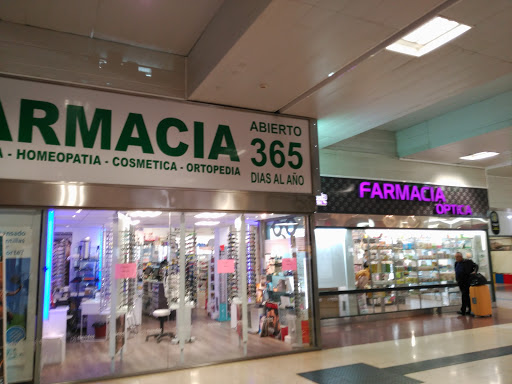 ARMACIA
ABIERTO
365
DIAS AL AÑO
A - HOMEOPATIA - COSMETICA - ORTOPEDIA
FARMACIA
OPTICA